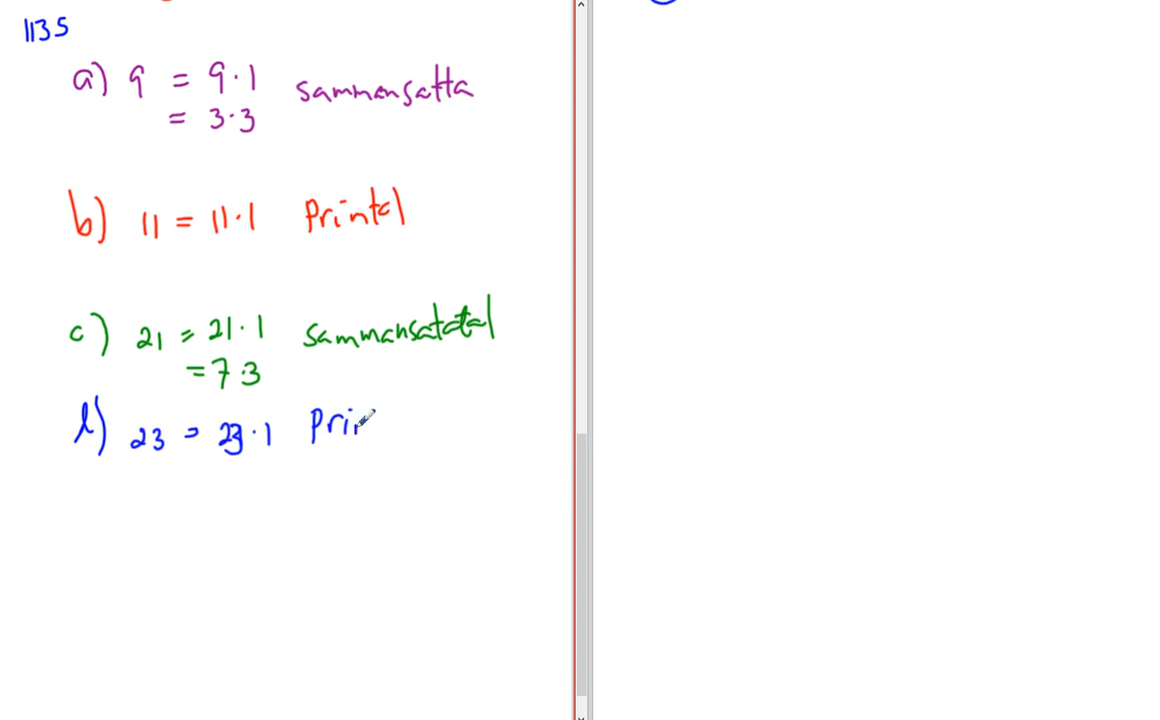 1135
a) 9 = 9·1 sammansatta
= 3·3
b) 11 = 11·1 Primtal
c) 21 = 21·1 sammansatatal
= 7·3
d) 23 = 23·1 Pri